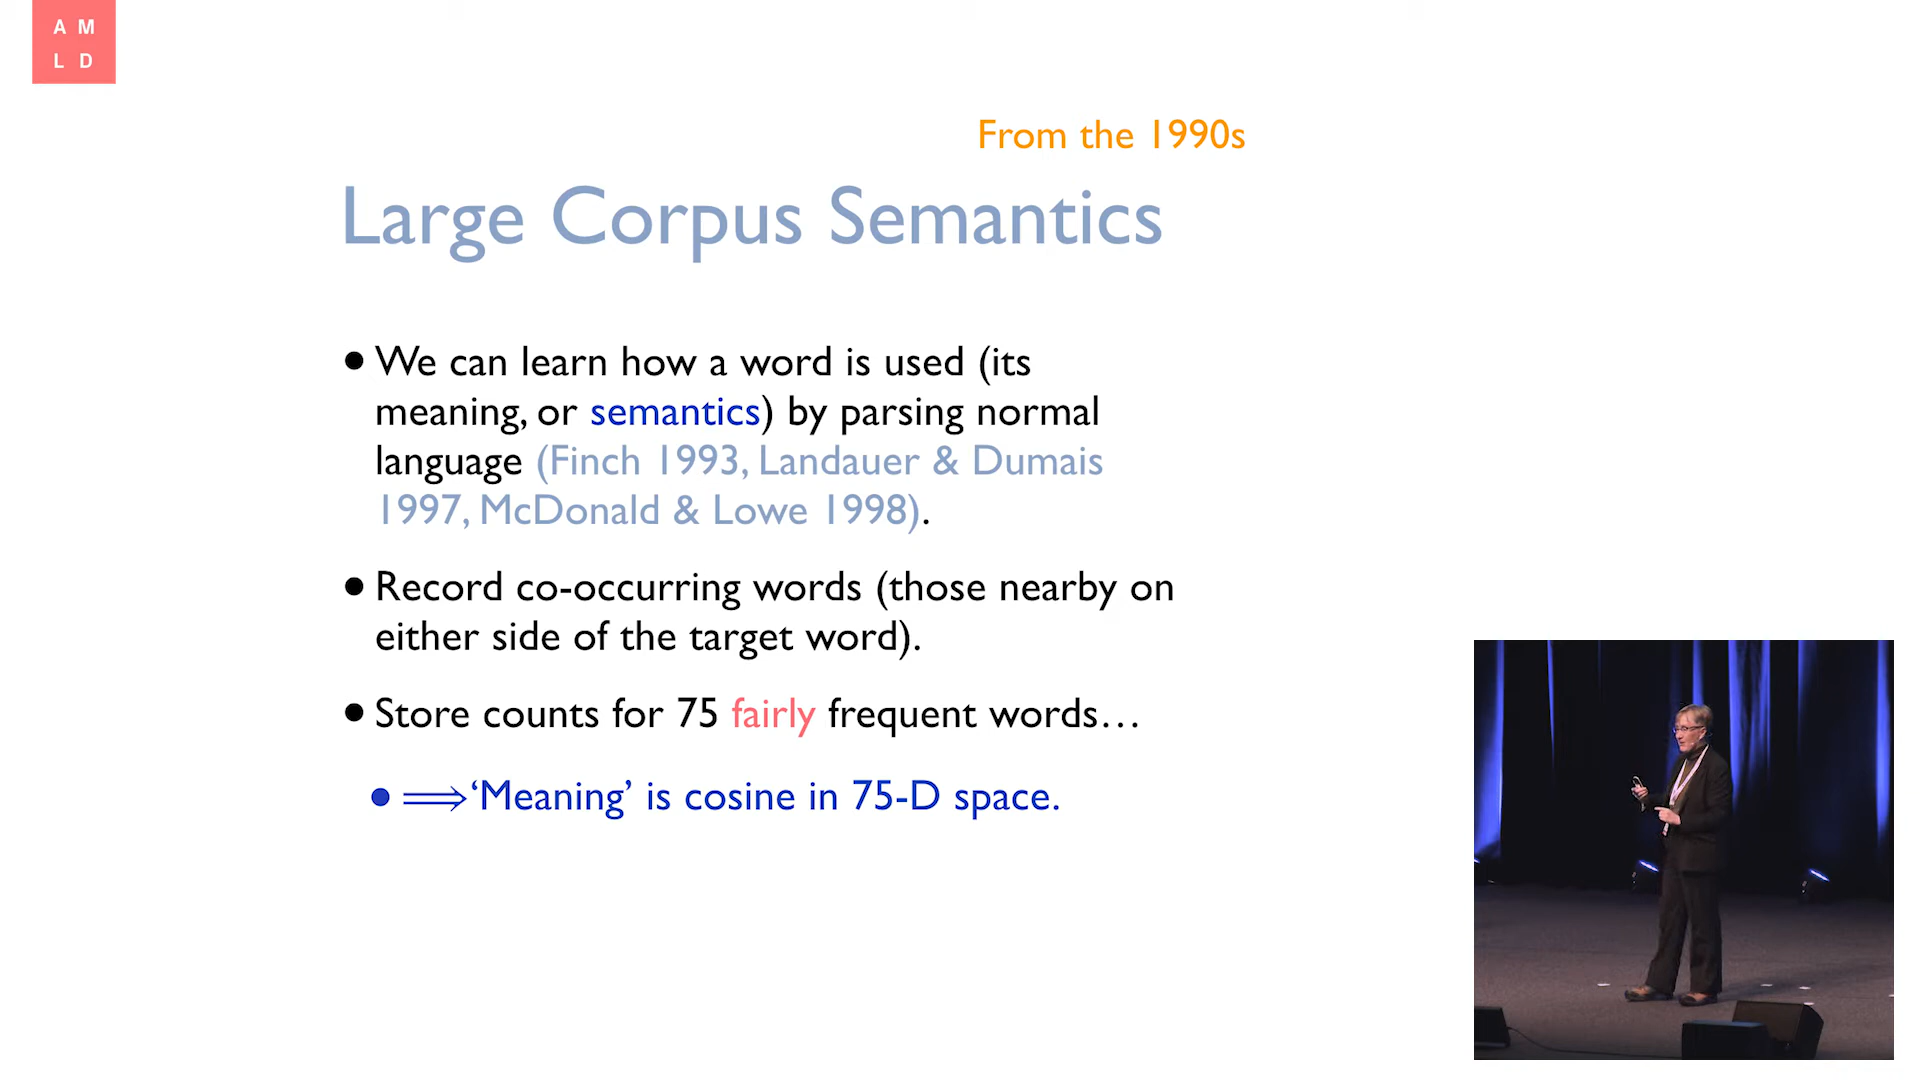 A M
L D
From the 1990s
Large Corpus Semantics
• We can learn how a word is used (its
meaning, or semantics) by parsing normal
language (Finch 1993, Landauer & Dumais
1997, McDonald & Lowe 1998).
• Record co-occurring words (those nearby on
either side of the target word).
• Store counts for 75 fairly frequent words…
• ⟹ ‘Meaning’ is cosine in 75-D space.